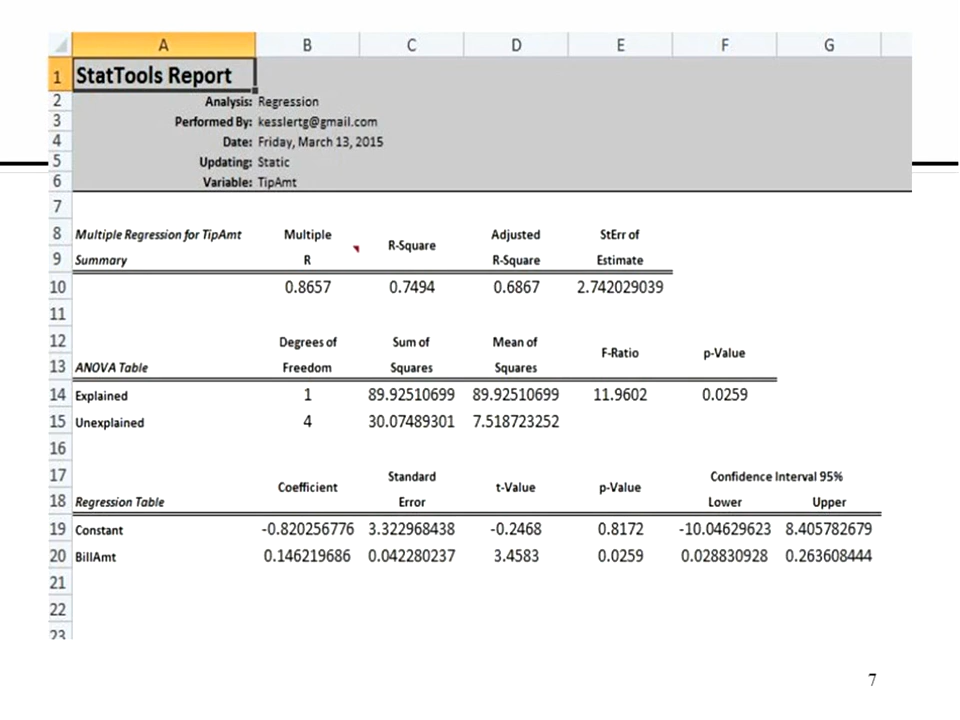 A B C D E F G
1 StatTools Report
2 Analysis: Regression
3 Performed By: kesslertg@gmail.com
4 Date: Friday, March 13, 2015
5 Updating: Static
6 Variable: TipAmt
7
8 Multiple Regression for TipAmt Multiple R-Square Adjusted StErr of
9 Summary R R-Square Estimate
10 0.8657 0.7494 0.6867 2.742029039
11
12 Degrees of Sum of Mean of F-Ratio p-Value
13 ANOVA Table Freedom Squares Squares
14 Explained 1 89.92510699 89.92510699 11.9602 0.0259
15 Unexplained 4 30.07489301 7.518723252
16
17 Coefficient Standard t-Value p-Value Confidence Interval 95%
18 Regression Table Error Lower Upper
19 Constant -0.820256776 3.322968438 -0.2468 0.8172 -10.04629623 8.405782679
20 BillAmt 0.146219686 0.042280237 3.4583 0.0259 0.028830928 0.263608444
21
22
23
7